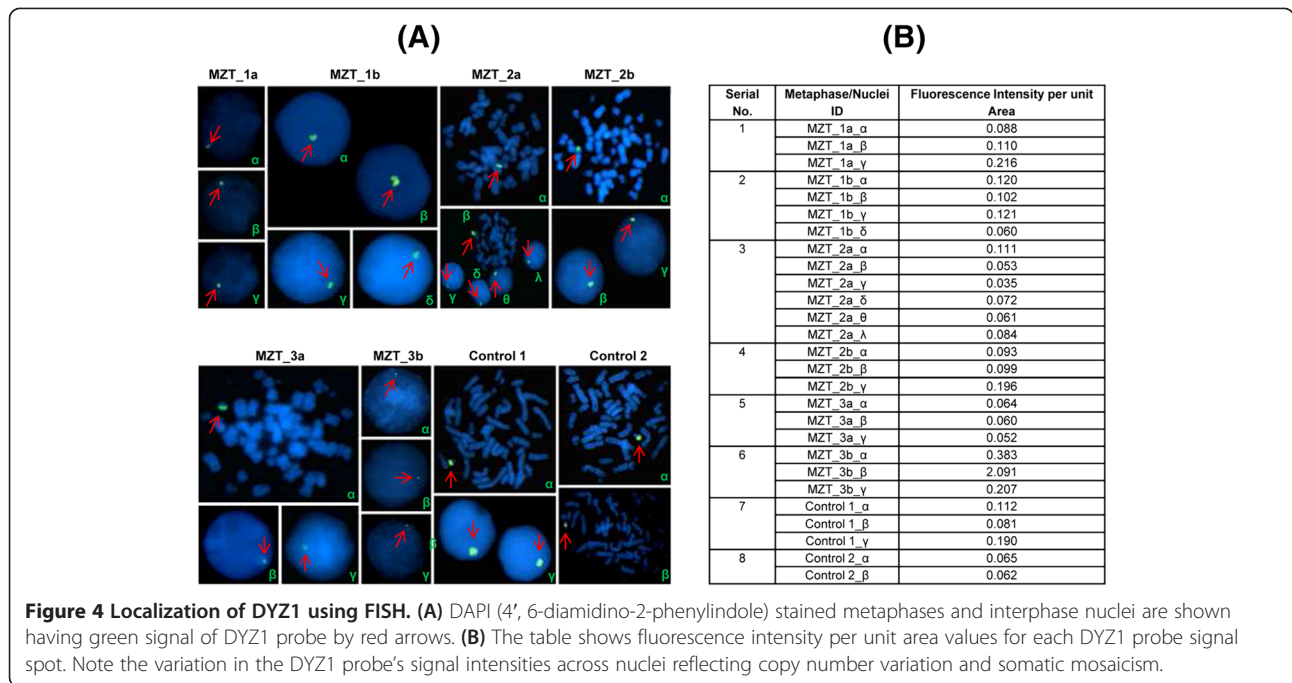 (A)
(B)
MZT_1a MZT_1b MZT_2a MZT_2b
α
β
γ
α
β
γ
δ
α
β
γ
δ
θ
λ
α
β
γ
MZT_3a MZT_3b Control 1 Control 2
α
β
γ
α
β
γ
α
β
γ
α
β
Serial No. Metaphase/Nuclei ID Fluorescence Intensity per unit Area
1 MZT_1a_α 0.088
MZT_1a_β 0.110
MZT_1a_γ 0.216
2 MZT_1b_α 0.120
MZT_1b_β 0.102
MZT_1b_γ 0.121
MZT_1b_δ 0.060
3 MZT_2a_α 0.111
MZT_2a_β 0.053
MZT_2a_γ 0.035
MZT_2a_δ 0.072
MZT_2a_θ 0.061
MZT_2a_λ 0.084
4 MZT_2b_α 0.093
MZT_2b_β 0.099
MZT_2b_γ 0.196
5 MZT_3a_α 0.064
MZT_3a_β 0.060
MZT_3a_γ 0.052
6 MZT_3b_α 0.383
MZT_3b_β 2.091
MZT_3b_γ 0.207
7 Control 1_α 0.112
Control 1_β 0.081
Control 1_γ 0.190
8 Control 2_α 0.065
Control 2_β 0.062
Figure 4 Localization of DYZ1 using FISH. (A) DAPI (4′, 6-diamidino-2-phenylindole) stained metaphases and interphase nuclei are shown
having green signal of DYZ1 probe by red arrows. (B) The table shows fluorescence intensity per unit area values for each DYZ1 probe signal
spot. Note the variation in the DYZ1 probe's signal intensities across nuclei reflecting copy number variation and somatic mosaicism.